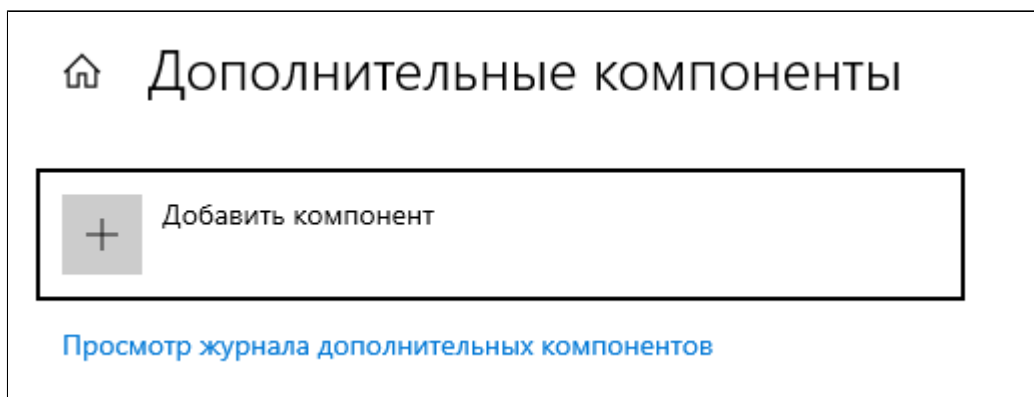 Дополнительные компоненты
Добавить компонент
Просмотр журнала дополнительных компонентов